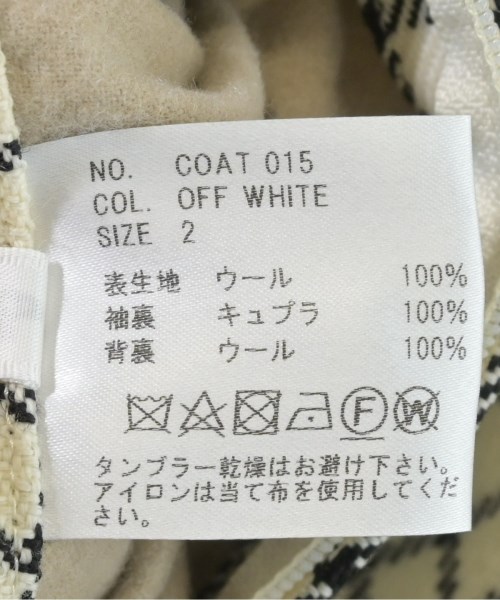 NO. COAT 015
COL. OFF WHITE
SIZE 2
表生地 ウール 100%
袖裏 キュプラ 100%
背裏 ウール 100%
F W
タンブラー乾燥はお避け下さい。
アイロンは当て布を使用してくだ
さい。